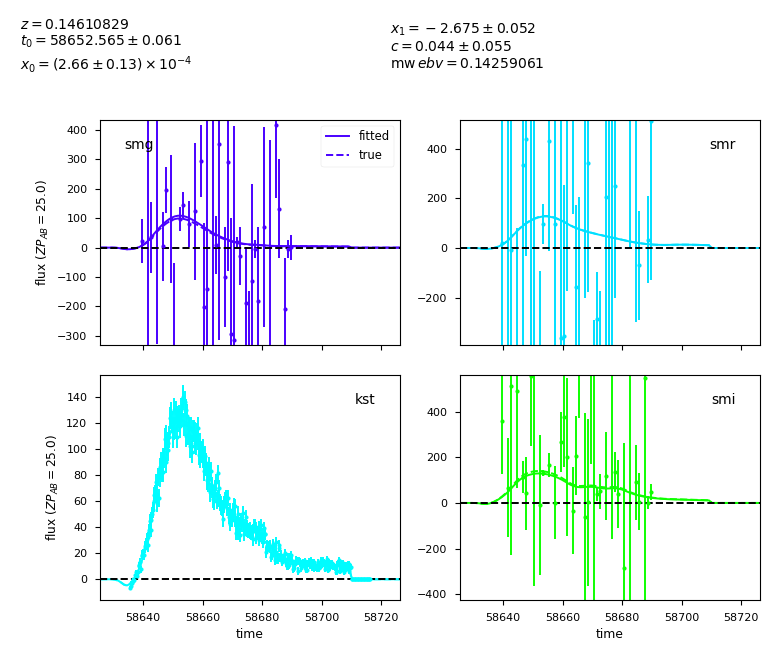 z = 0.14610829
t₀ = 58652.565 ± 0.061
x₀ = (2.66 ± 0.13) × 10⁻⁴
x₁ = −2.675 ± 0.052
c = 0.044 ± 0.055
mw ebv = 0.14259061
smg
fitted
true
400
300
200
100
0
−100
−200
−300
flux (ZP_AB = 25.0)
smr
400
200
0
−200
kst
140
120
100
80
60
40
20
0
flux (ZP_AB = 25.0)
58640 58660 58680 58700 58720
time
smi
400
200
0
−200
−400
58640 58660 58680 58700 58720
time